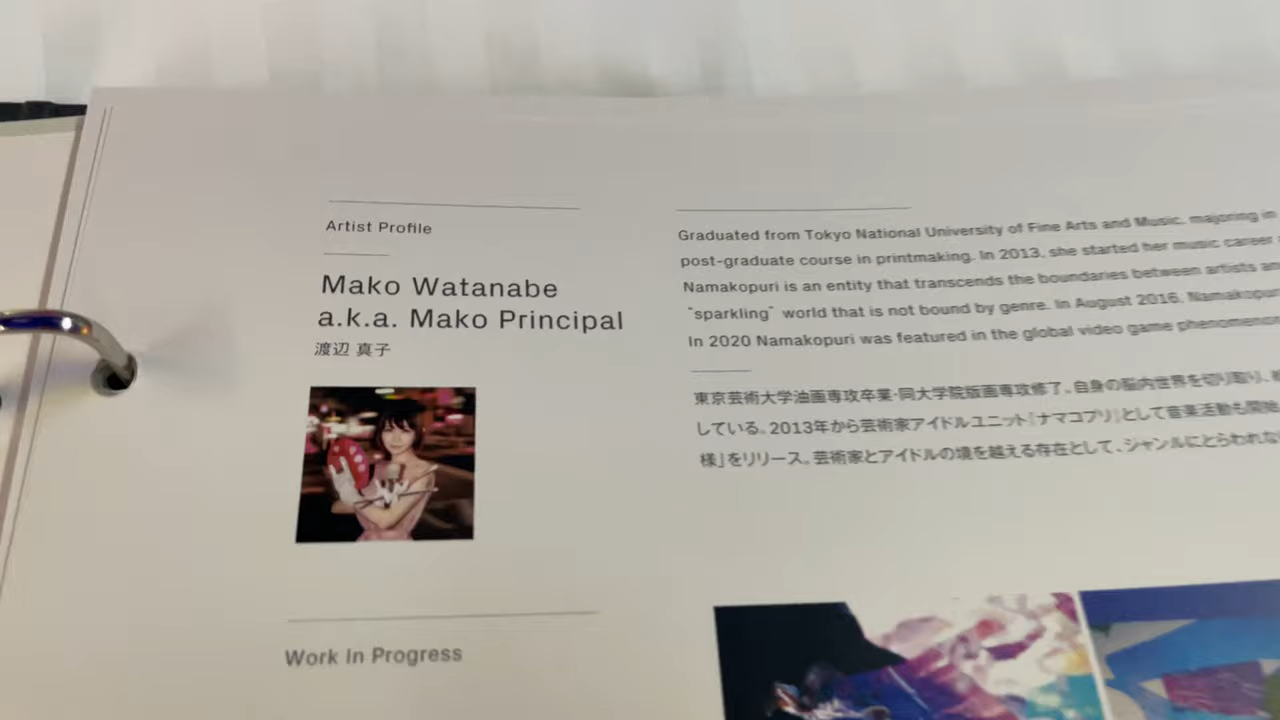 Artist Profile
Mako Watanabe
a.k.a. Mako Principal
渡辺 真子
Work In Progress
Graduated from Tokyo National University of Fine Arts and Music, majoring in
post-graduate course in printmaking. In 2013, she started her music career
Namakopuri is an entity that transcends the boundaries between artists
"sparkling" world that is not bound by genre. In August 2016, Namakopuri
In 2020 Namakopuri was featured in the global video game phenomenon
東京芸術大学油画専攻卒業・同大学院版画専攻修了。自身の脳内世界を切り取り、
している。2013年から芸術家アイドルユニット『ナマコプリ』として音楽活動も開始
様」をリリース。芸術家とアイドルの境を越える存在として、ジャンルにとらわれな